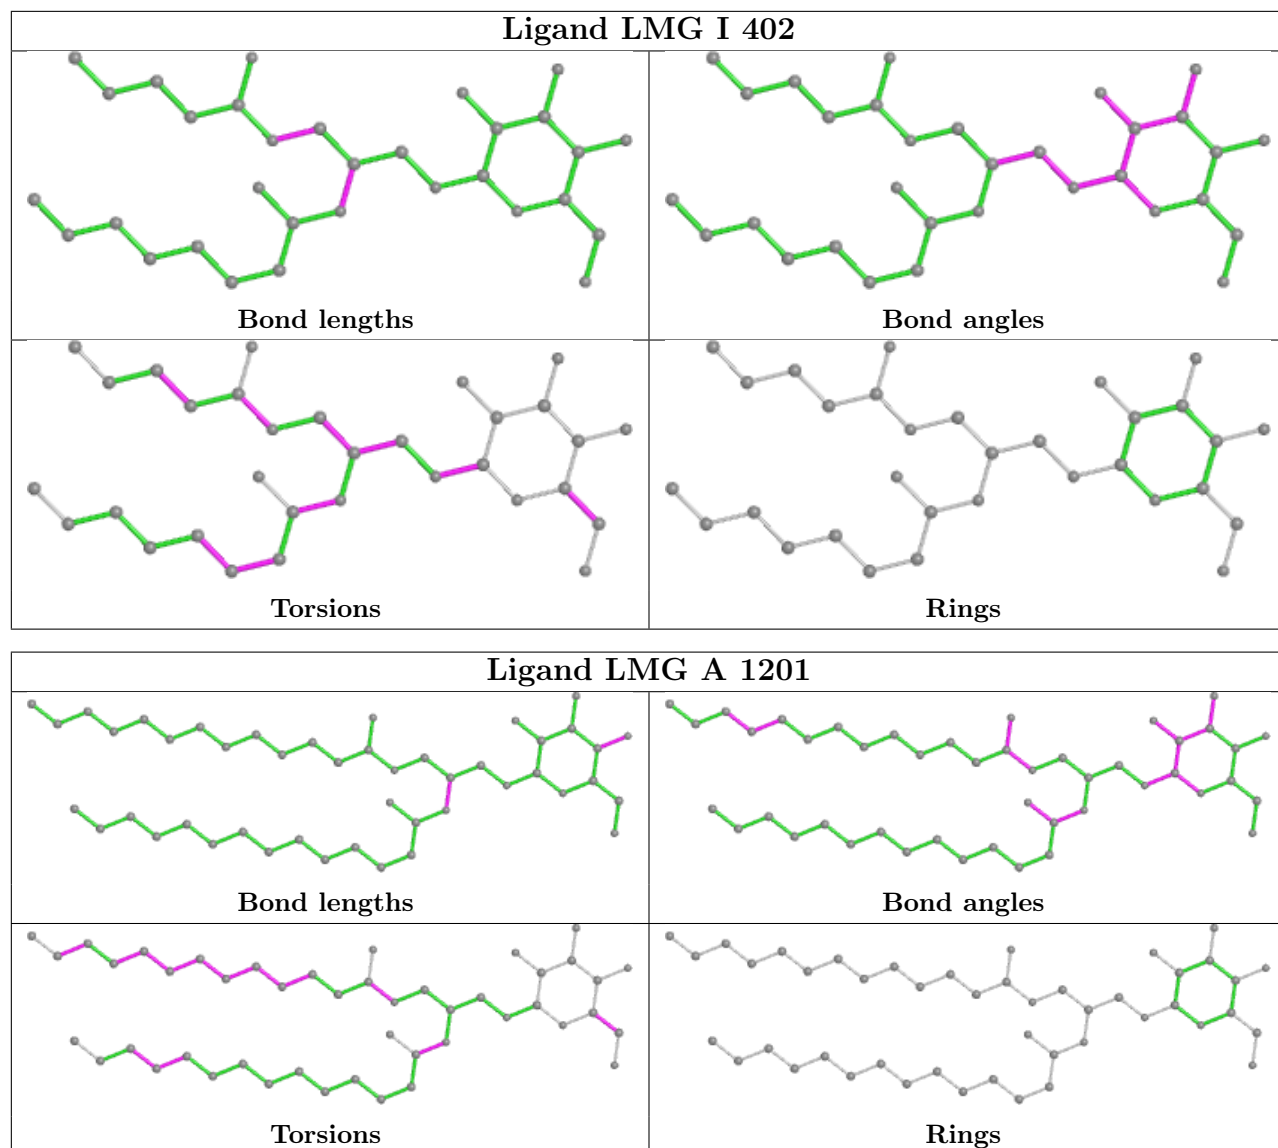 Ligand LMG I 402
Bond lengths
Bond angles
Torsions
Rings
Ligand LMG A 1201
Bond lengths
Bond angles
Torsions
Rings